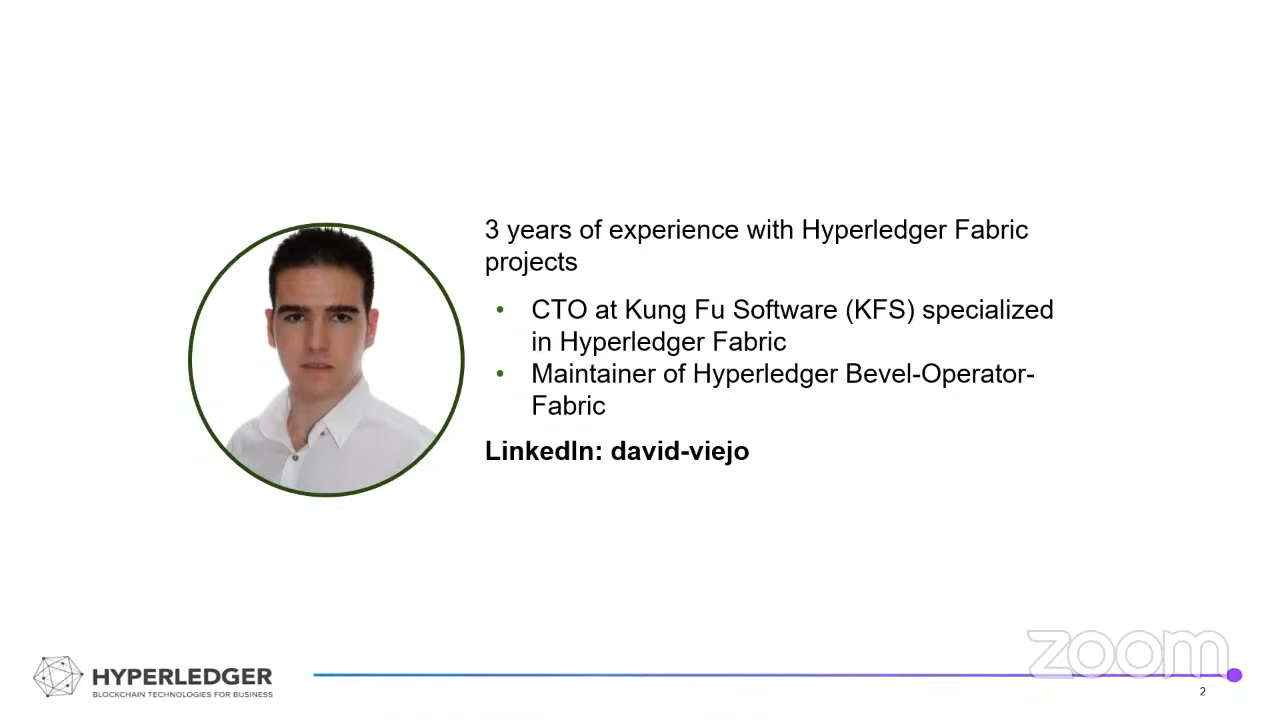 3 years of experience with Hyperledger Fabric
projects
• CTO at Kung Fu Software (KFS) specialized
in Hyperledger Fabric
• Maintainer of Hyperledger Bevel-Operator-
Fabric
LinkedIn: david-viejo
HYPERLEDGER
BLOCKCHAIN TECHNOLOGIES FOR BUSINESS
zoom
2